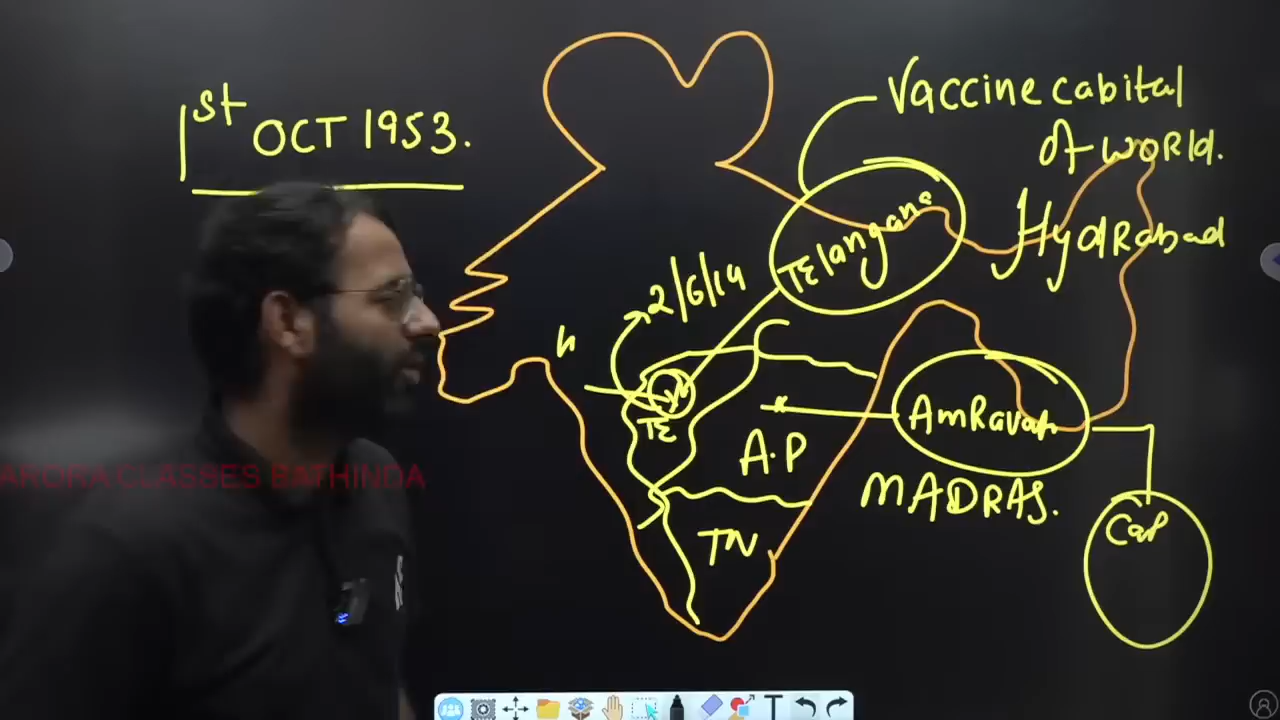 1st OCT 1953.
Vaccine cabital
of WORld.
Hydrabad
TElangana
2/6/14
TE
A.P
AmRavati
MADRAS.
Cap
TN
ARORA CLASSES BATHINDA
T